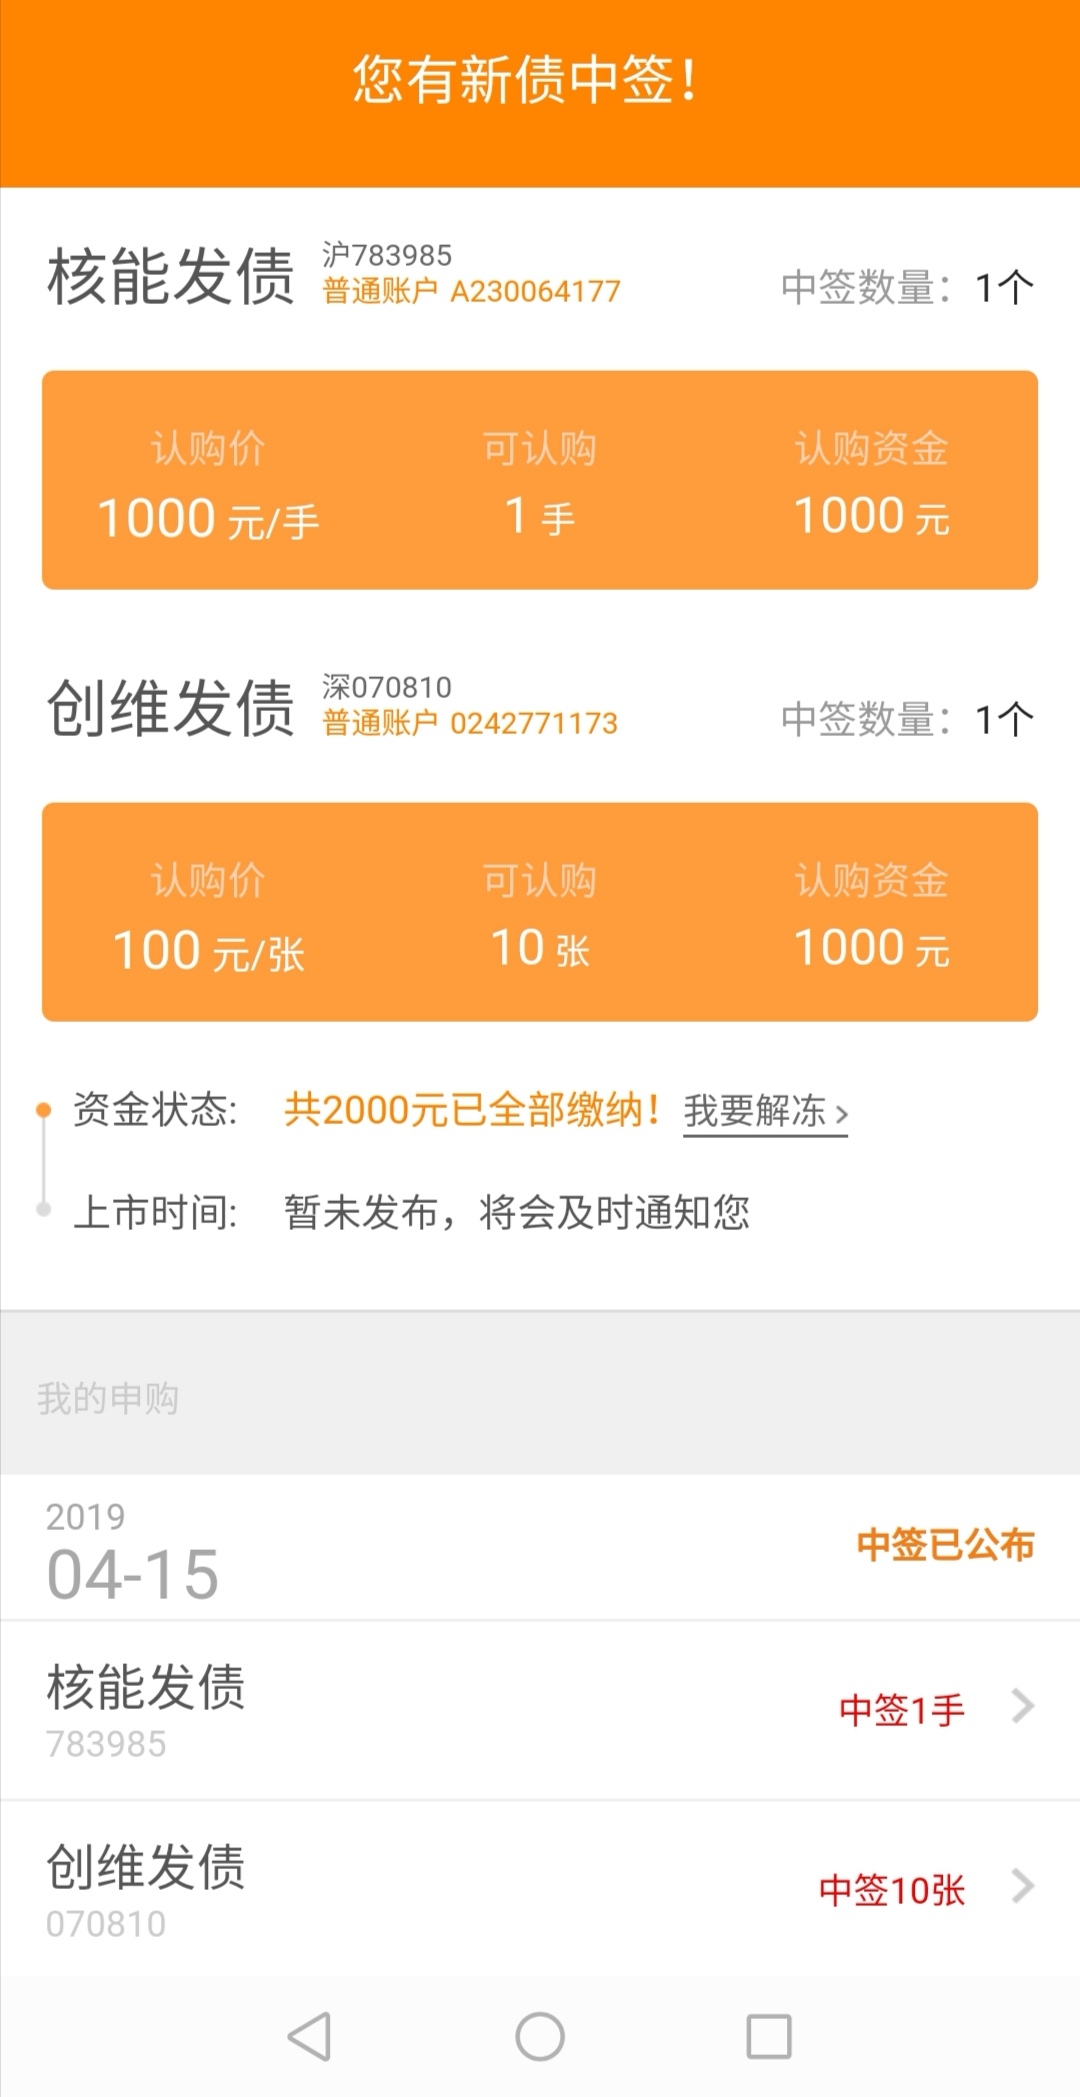 您有新债中签！
核能发债
沪783985
普通账户 A230064177
中签数量：1个
认购价 可认购 认购资金
1000 元/手 1 手 1000 元
创维发债
深070810
普通账户 0242771173
中签数量：1个
认购价 可认购 认购资金
100 元/张 10 张 1000 元
资金状态: 共2000元已全部缴纳！ 我要解冻 >
上市时间: 暂未发布，将会及时通知您
我的申购
2019
04-15
中签已公布
核能发债
783985
中签1手
创维发债
070810
中签10张